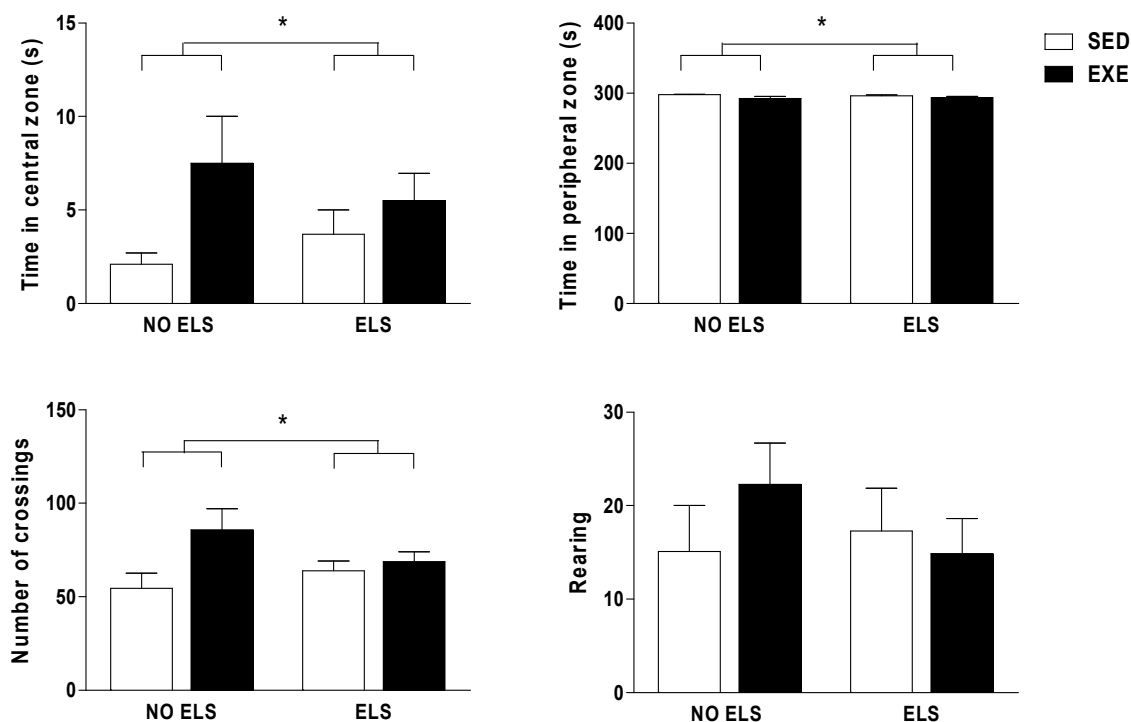 Time in central zone (s)
15
10
5
0
*
NO ELS
ELS
Time in peripheral zone (s)
400
300
200
100
0
*
NO ELS
ELS
SED
EXE
Number of crossings
150
100
50
0
*
NO ELS
ELS
Rearing
30
20
10
0
NO ELS
ELS